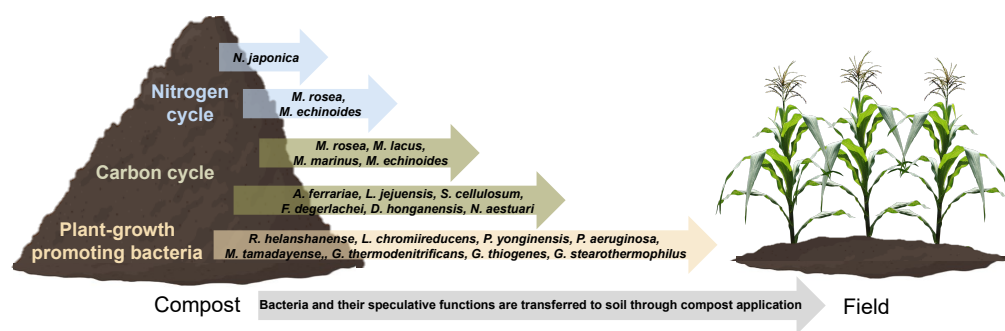 N. japonica
Nitrogen
cycle
M. rosea,
M. echinoides
Carbon cycle
M. rosea, M. lacus,
M. marinus, M. echinoides
A. ferrariae, L. jejuensis, S. cellulosum,
F. degerlachei, D. honganensis, N. aestuari
Plant-growth
promoting bacteria
R. helanshanense, L. chromiireducens, P. yonginensis, P. aeruginosa,
M. tamadayense,, G. thermodenitrificans, G. thiogenes, G. stearothermophilus
Compost
Bacteria and their speculative functions are transferred to soil through compost application
Field